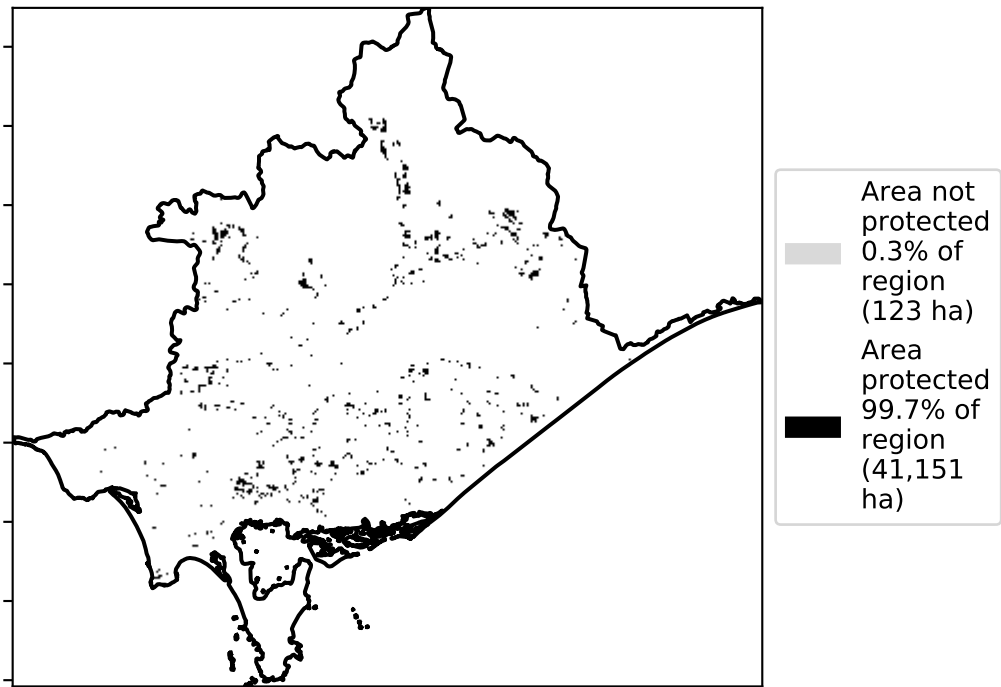 Area not
protected
0.3% of
region
(123 ha)
Area
protected
99.7% of
region
(41,151
ha)